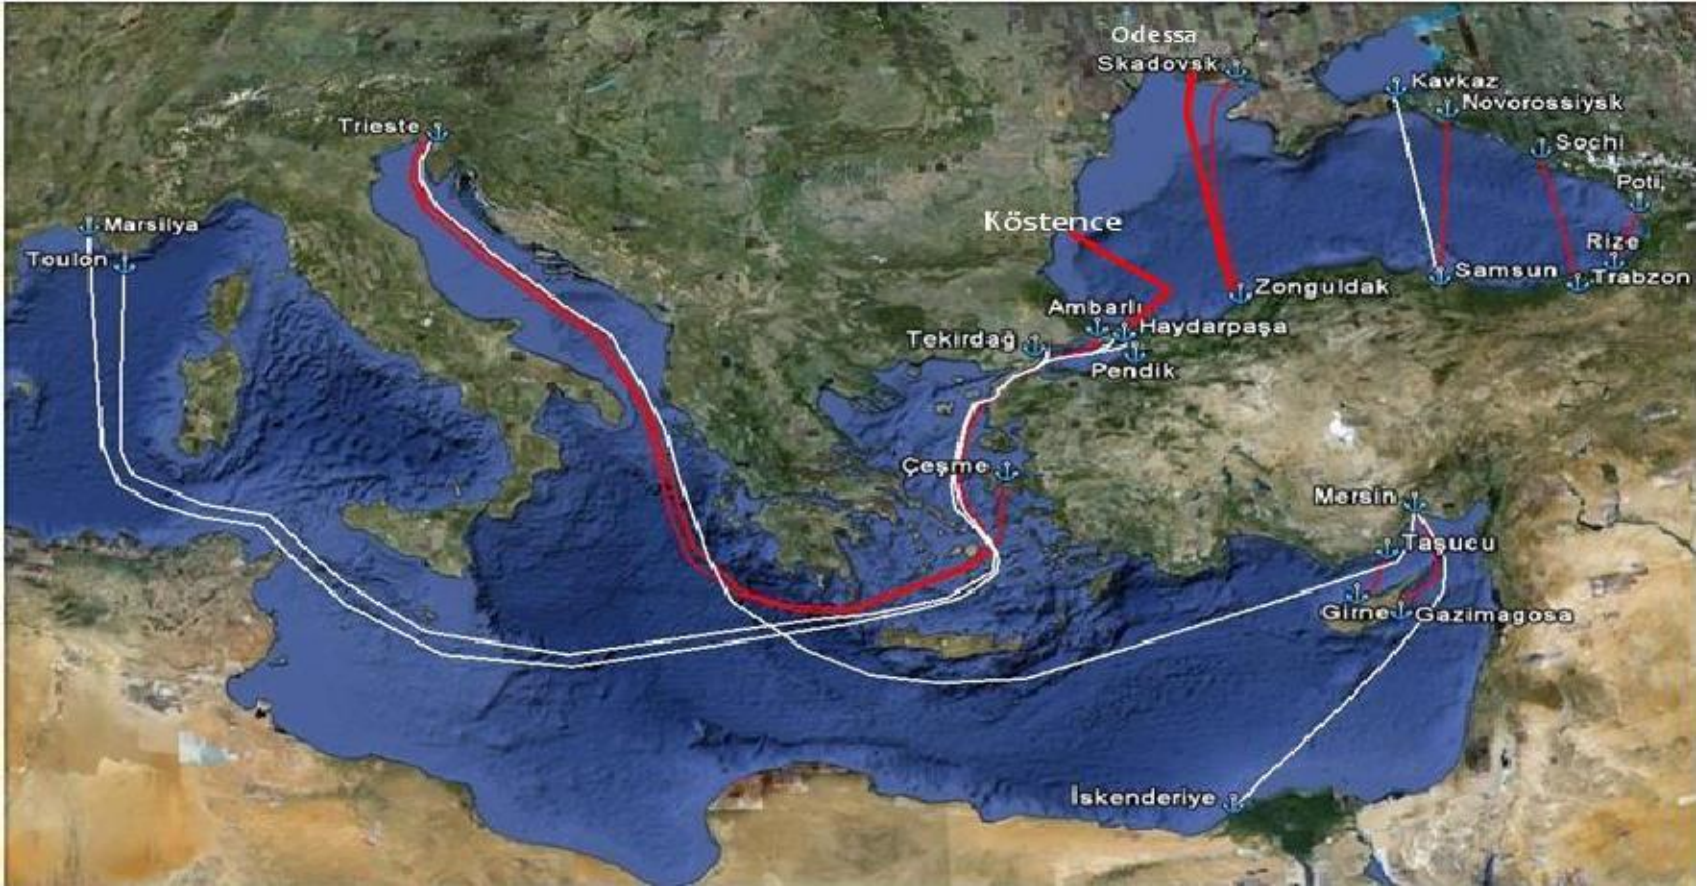 Odessa
Skadovsk
Kavkaz
Novorossiysk
Trieste
Sochi
Poti
Marsilya
Köstence
Rize
Toulon
Samsun
Trabzon
Zonguldak
Ambarlı
Haydarpaşa
Tekirdağ
Pendik
Çeşme
Mersin
Taşucu
Girne
Gazimagosa
İskenderiye